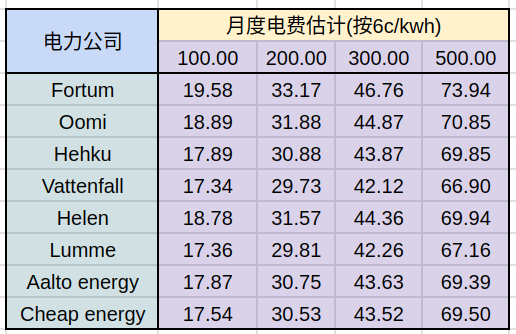 电力公司 月度电费估计(按6c/kwh)
100.00 200.00 300.00 500.00
Fortum 19.58 33.17 46.76 73.94
Oomi 18.89 31.88 44.87 70.85
Hehku 17.89 30.88 43.87 69.85
Vattenfall 17.34 29.73 42.12 66.90
Helen 18.78 31.57 44.36 69.94
Lumme 17.36 29.81 42.26 67.16
Aalto energy 17.87 30.75 43.63 69.39
Cheap energy 17.54 30.53 43.52 69.50